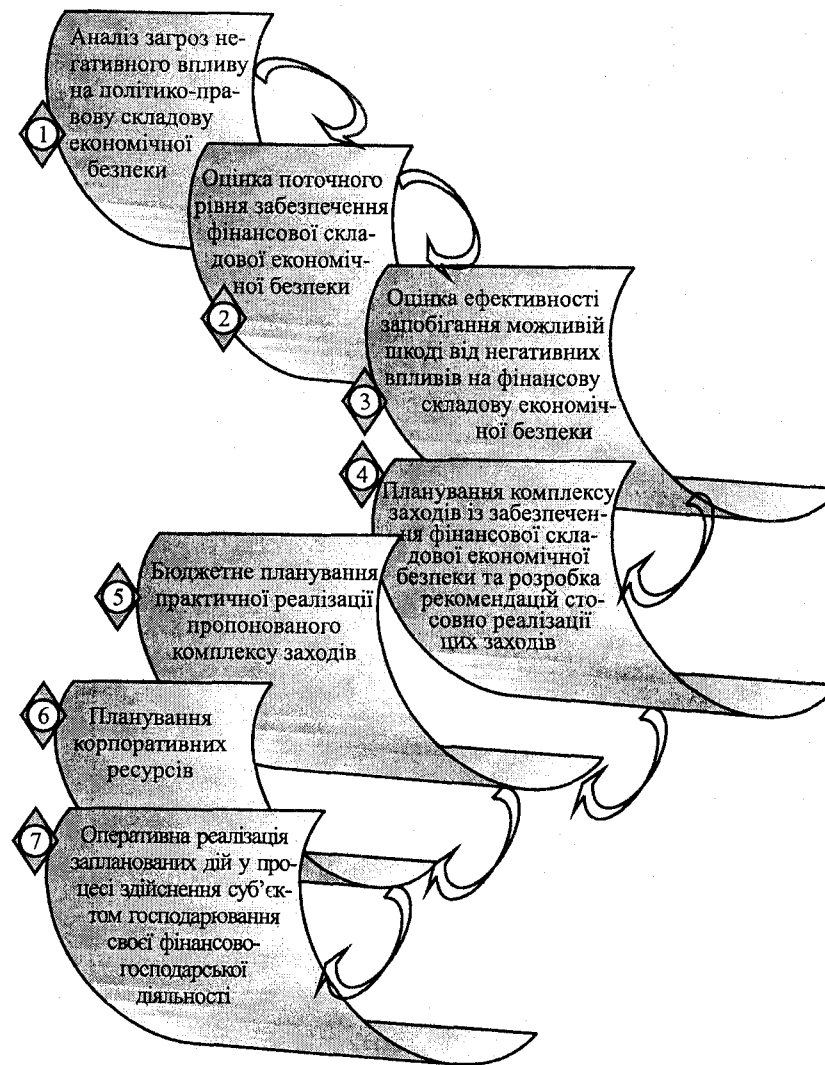 Аналіз загроз не-
гативного впливу
на політико-пра-
вову складову
економічної
безпеки
1
Оцінка поточного
рівня забезпечення
фінансової скла-
дової економіч-
ної безпеки
2
Оцінка ефективності
запобігання можливій
шкоді від негативних
впливів на фінансову
складову економіч-
ної безпеки
3
4
Планування комплексу
заходів із забезпечен-
ня фінансової скла-
дової економічної
безпеки та розробка
рекомендацій сто-
совно реалізації
цих заходів
5
Бюджетне планування
практичної реалізації
пропонованого
комплексу заходів
6
Планування
корпоративних
ресурсів
7
Оперативна реалізація
запланованих дій у про-
цесі здійснення суб’єк-
том господарювання
своєї фінансово-
господарської
діяльності